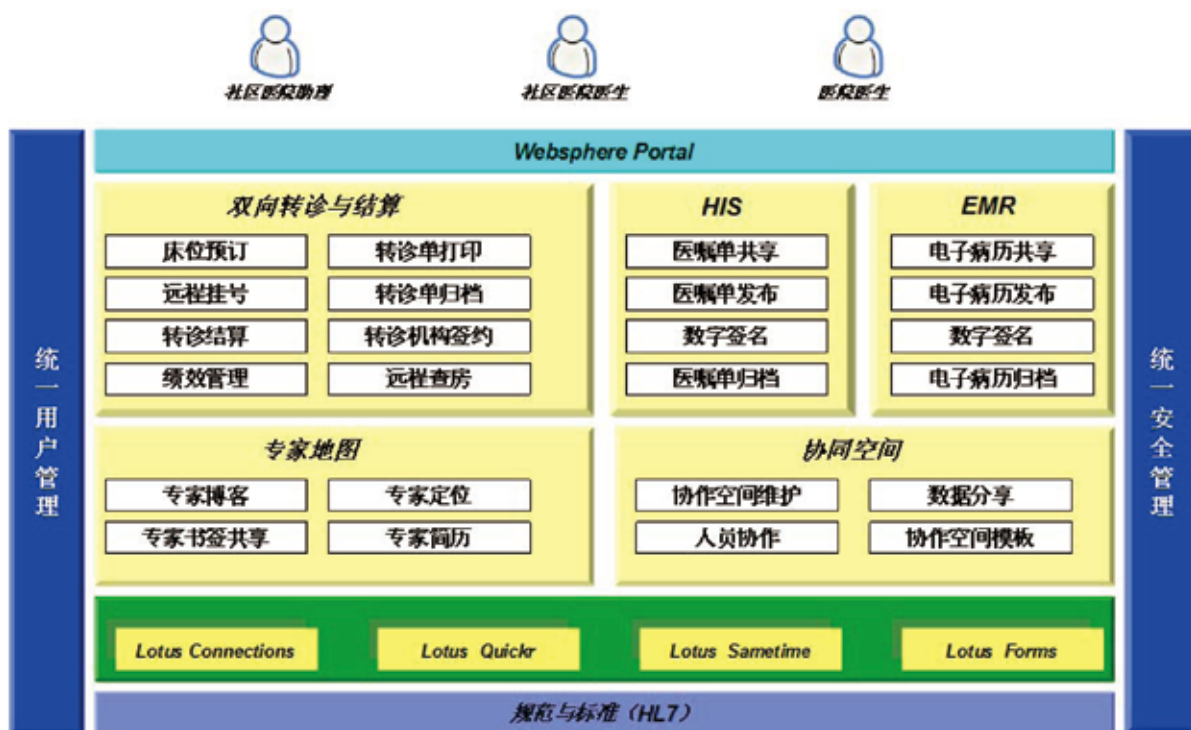 社区医院助理
社区医院医生
医院医生
Websphere Portal
双向转诊与结算
床位预订
转诊单打印
远程挂号
转诊单归档
转诊结算
转诊机构签约
绩效管理
远程查房
HIS
医嘱单共享
医嘱单发布
数字签名
医嘱单归档
EMR
电子病历共享
电子病历发布
数字签名
电子病历归档
统一用户管理
统一安全管理
专家地图
专家博客
专家定位
专家书签共享
专家简历
协同空间
协作空间维护
数据分享
人员协作
协作空间模板
Lotus Connections
Lotus Quickr
Lotus Sametime
Lotus Forms
规范与标准（HL7）